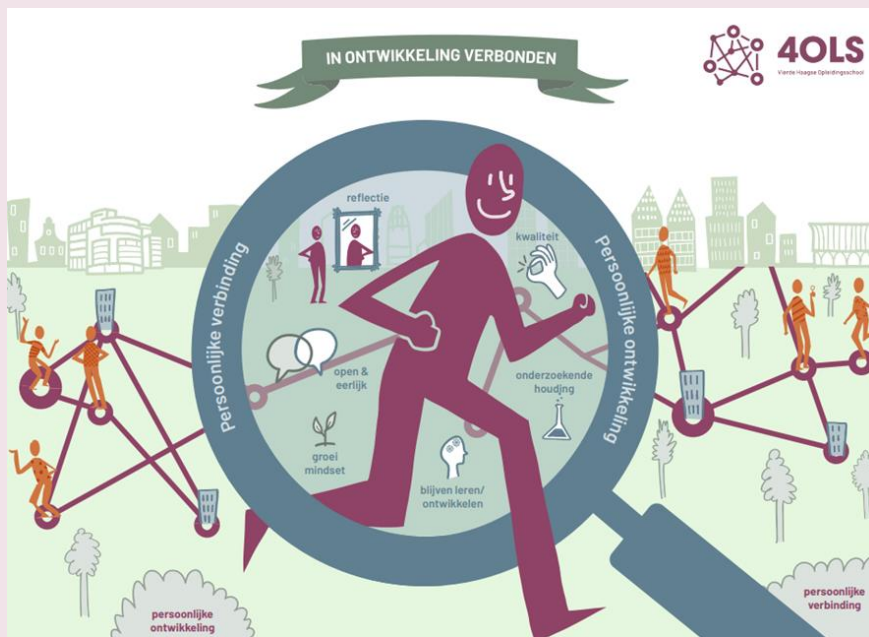 IN ONTWIKKELING VERBONDEN
4OLS
Vierde Haagse Opleidingsschool
reflectie
kwaliteit
Persoonlijke verbinding
Persoonlijke ontwikkeling
open &
eerlijk
onderzoekende
houding
groei
mindset
blijven leren/
ontwikkelen
persoonlijke
ontwikkeling
persoonlijke
verbinding